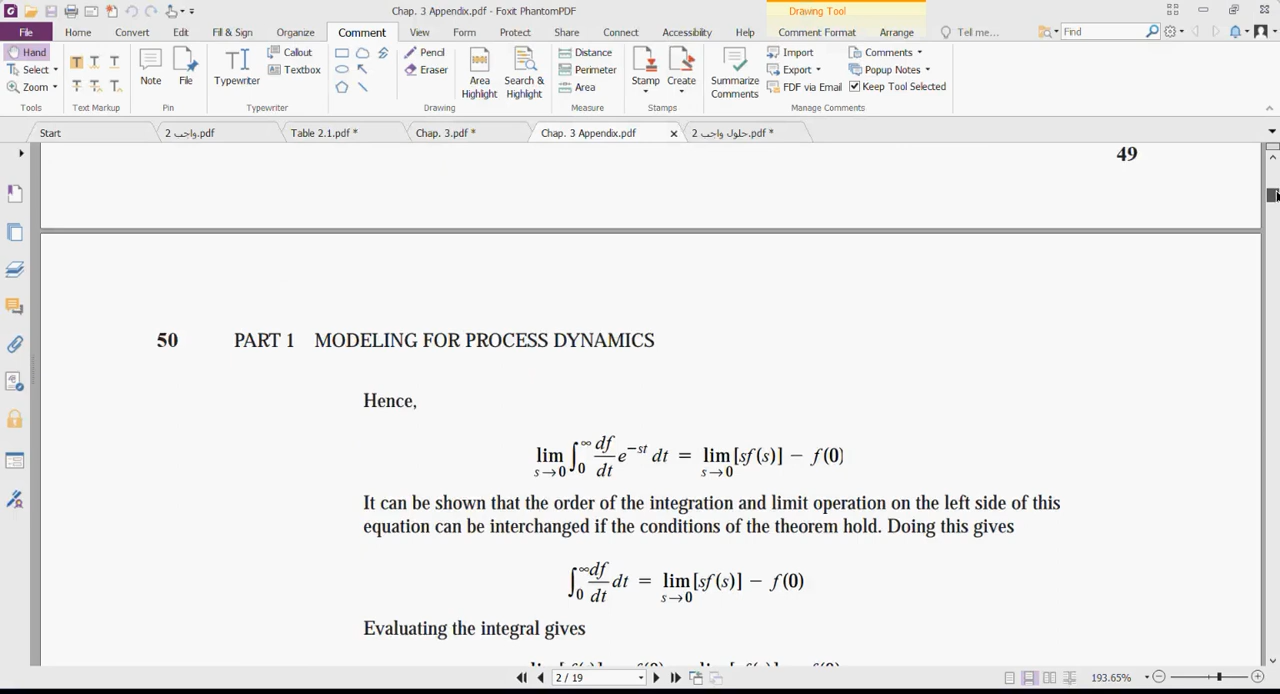 Chap. 3 Appendix.pdf - Foxit PhantomPDF
Drawing Tool
File Home Convert Edit Fill & Sign Organize Comment View Form Protect Share Connect Accessibility Help Comment Format Arrange Tell me... Find
Hand
Select
Zoom
Tools
Text Markup
Note
File
Pin
Typewriter
Callout
Textbox
Typewriter
Pencil
Eraser
Area Highlight
Search & Highlight
Drawing
Distance
Perimeter
Area
Measure
Stamp
Create
Stamps
Summarize Comments
Import
Export
FDF via Email
Comments
Popup Notes
Keep Tool Selected
Manage Comments
Start
واجب 2.pdf
Table 2.1.pdf *
Chap. 3.pdf *
Chap. 3 Appendix.pdf
حلول واجب 2.pdf *
49
50 PART 1 MODELING FOR PROCESS DYNAMICS
Hence,
lim s→0 ∫0∞ df/dt e^−st dt = lim s→0 [sf(s)] − f(0)
It can be shown that the order of the integration and limit operation on the left side of this
equation can be interchanged if the conditions of the theorem hold. Doing this gives
∫0∞ df/dt dt = lim s→0 [sf(s)] − f(0)
Evaluating the integral gives
2 / 19
193.65%